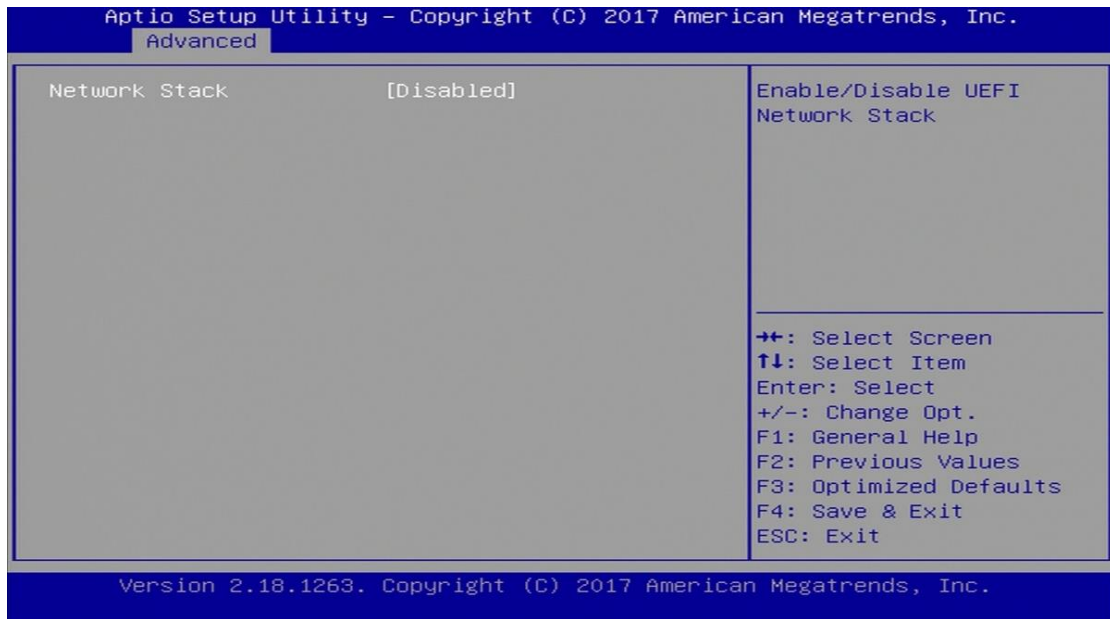 Aptio Setup Utility – Copyright (C) 2017 American Megatrends, Inc.
Advanced
Network Stack [Disabled]
Enable/Disable UEFI
Network Stack
→←: Select Screen
↑↓: Select Item
Enter: Select
+/-: Change Opt.
F1: General Help
F2: Previous Values
F3: Optimized Defaults
F4: Save & Exit
ESC: Exit
Version 2.18.1263. Copyright (C) 2017 American Megatrends, Inc.